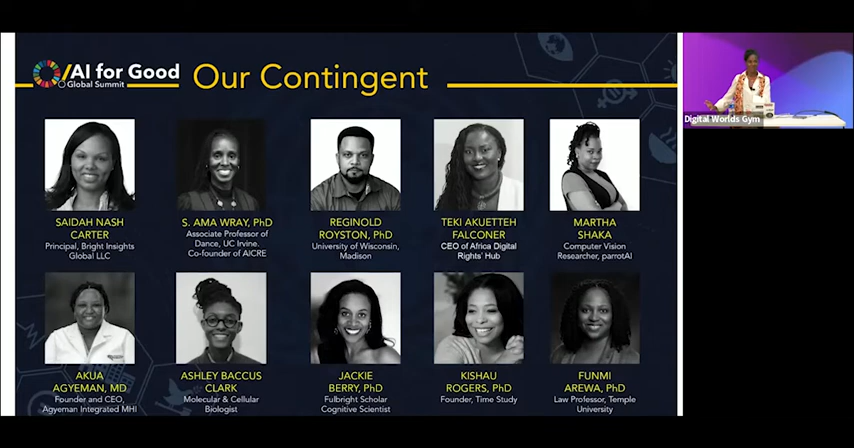 AI for Good
Global Summit
Our Contingent
Digital Worlds Gym
SAIDAH NASH
CARTER
Principal, Bright Insights
Global LLC
S. AMA WRAY, PhD
Associate Professor of
Dance, UC Irvine.
Co-founder of AICRE
REGINOLD
ROYSTON, PhD
University of Wisconsin,
Madison
TEKI AKUETTEH
FALCONER
CEO of Africa Digital
Rights' Hub
MARTHA
SHAKA
Computer Vision
Researcher, parrotAI
AKUA
AGYEMAN, MD
Founder and CEO,
Agyeman Integrated MHI
ASHLEY BACCUS
CLARK
Molecular & Cellular
Biologist
JACKIE
BERRY, PhD
Fulbright Scholar
Cognitive Scientist
KISHAU
ROGERS, PhD
Founder, Time Study
FUNMI
AREWA, PhD
Law Professor, Temple
University